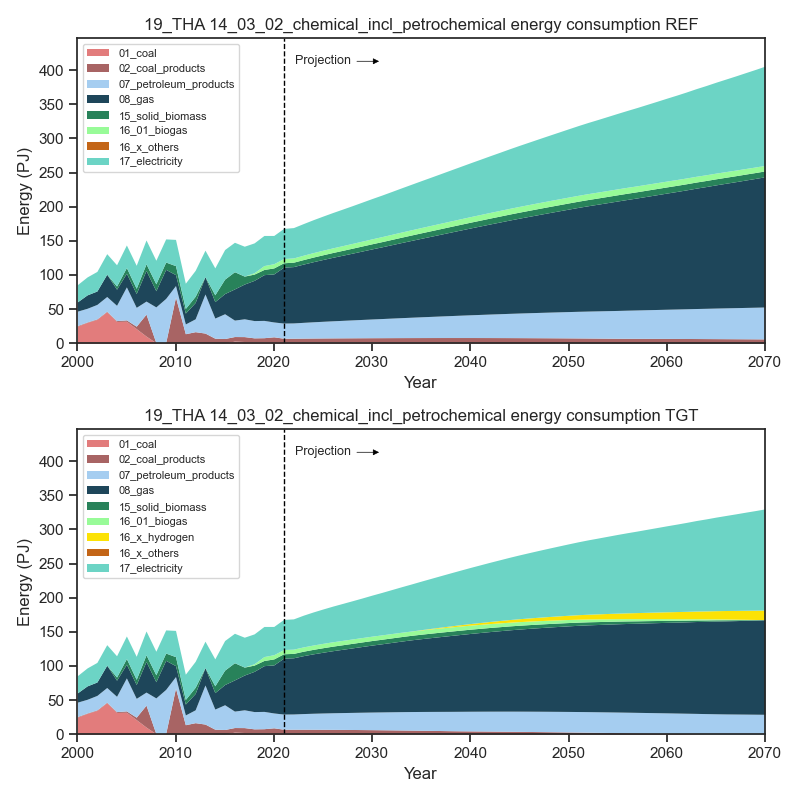 19_THA 14_03_02_chemical_incl_petrochemical energy consumption REF
01_coal
02_coal_products
07_petroleum_products
08_gas
15_solid_biomass
16_01_biogas
16_x_others
17_electricity
Projection
Energy (PJ)
400
350
300
250
200
150
100
50
0
2000 2010 2020 2030 2040 2050 2060 2070
Year
19_THA 14_03_02_chemical_incl_petrochemical energy consumption TGT
01_coal
02_coal_products
07_petroleum_products
08_gas
15_solid_biomass
16_01_biogas
16_x_hydrogen
16_x_others
17_electricity
Projection
Energy (PJ)
400
350
300
250
200
150
100
50
0
2000 2010 2020 2030 2040 2050 2060 2070
Year